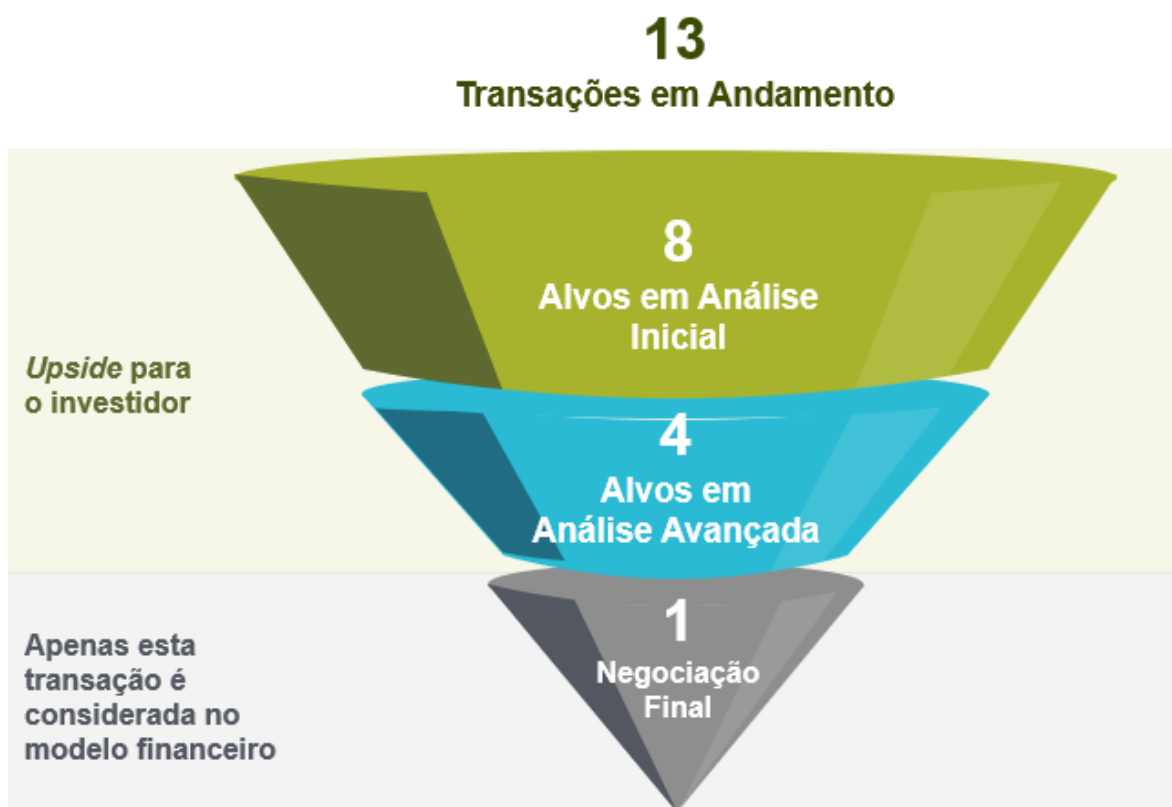 13
Transações em Andamento
8
Alvos em Análise
Inicial
Upside para
o investidor
4
Alvos em
Análise Avançada
1
Negociação
Final
Apenas esta
transação é
considerada no
modelo financeiro